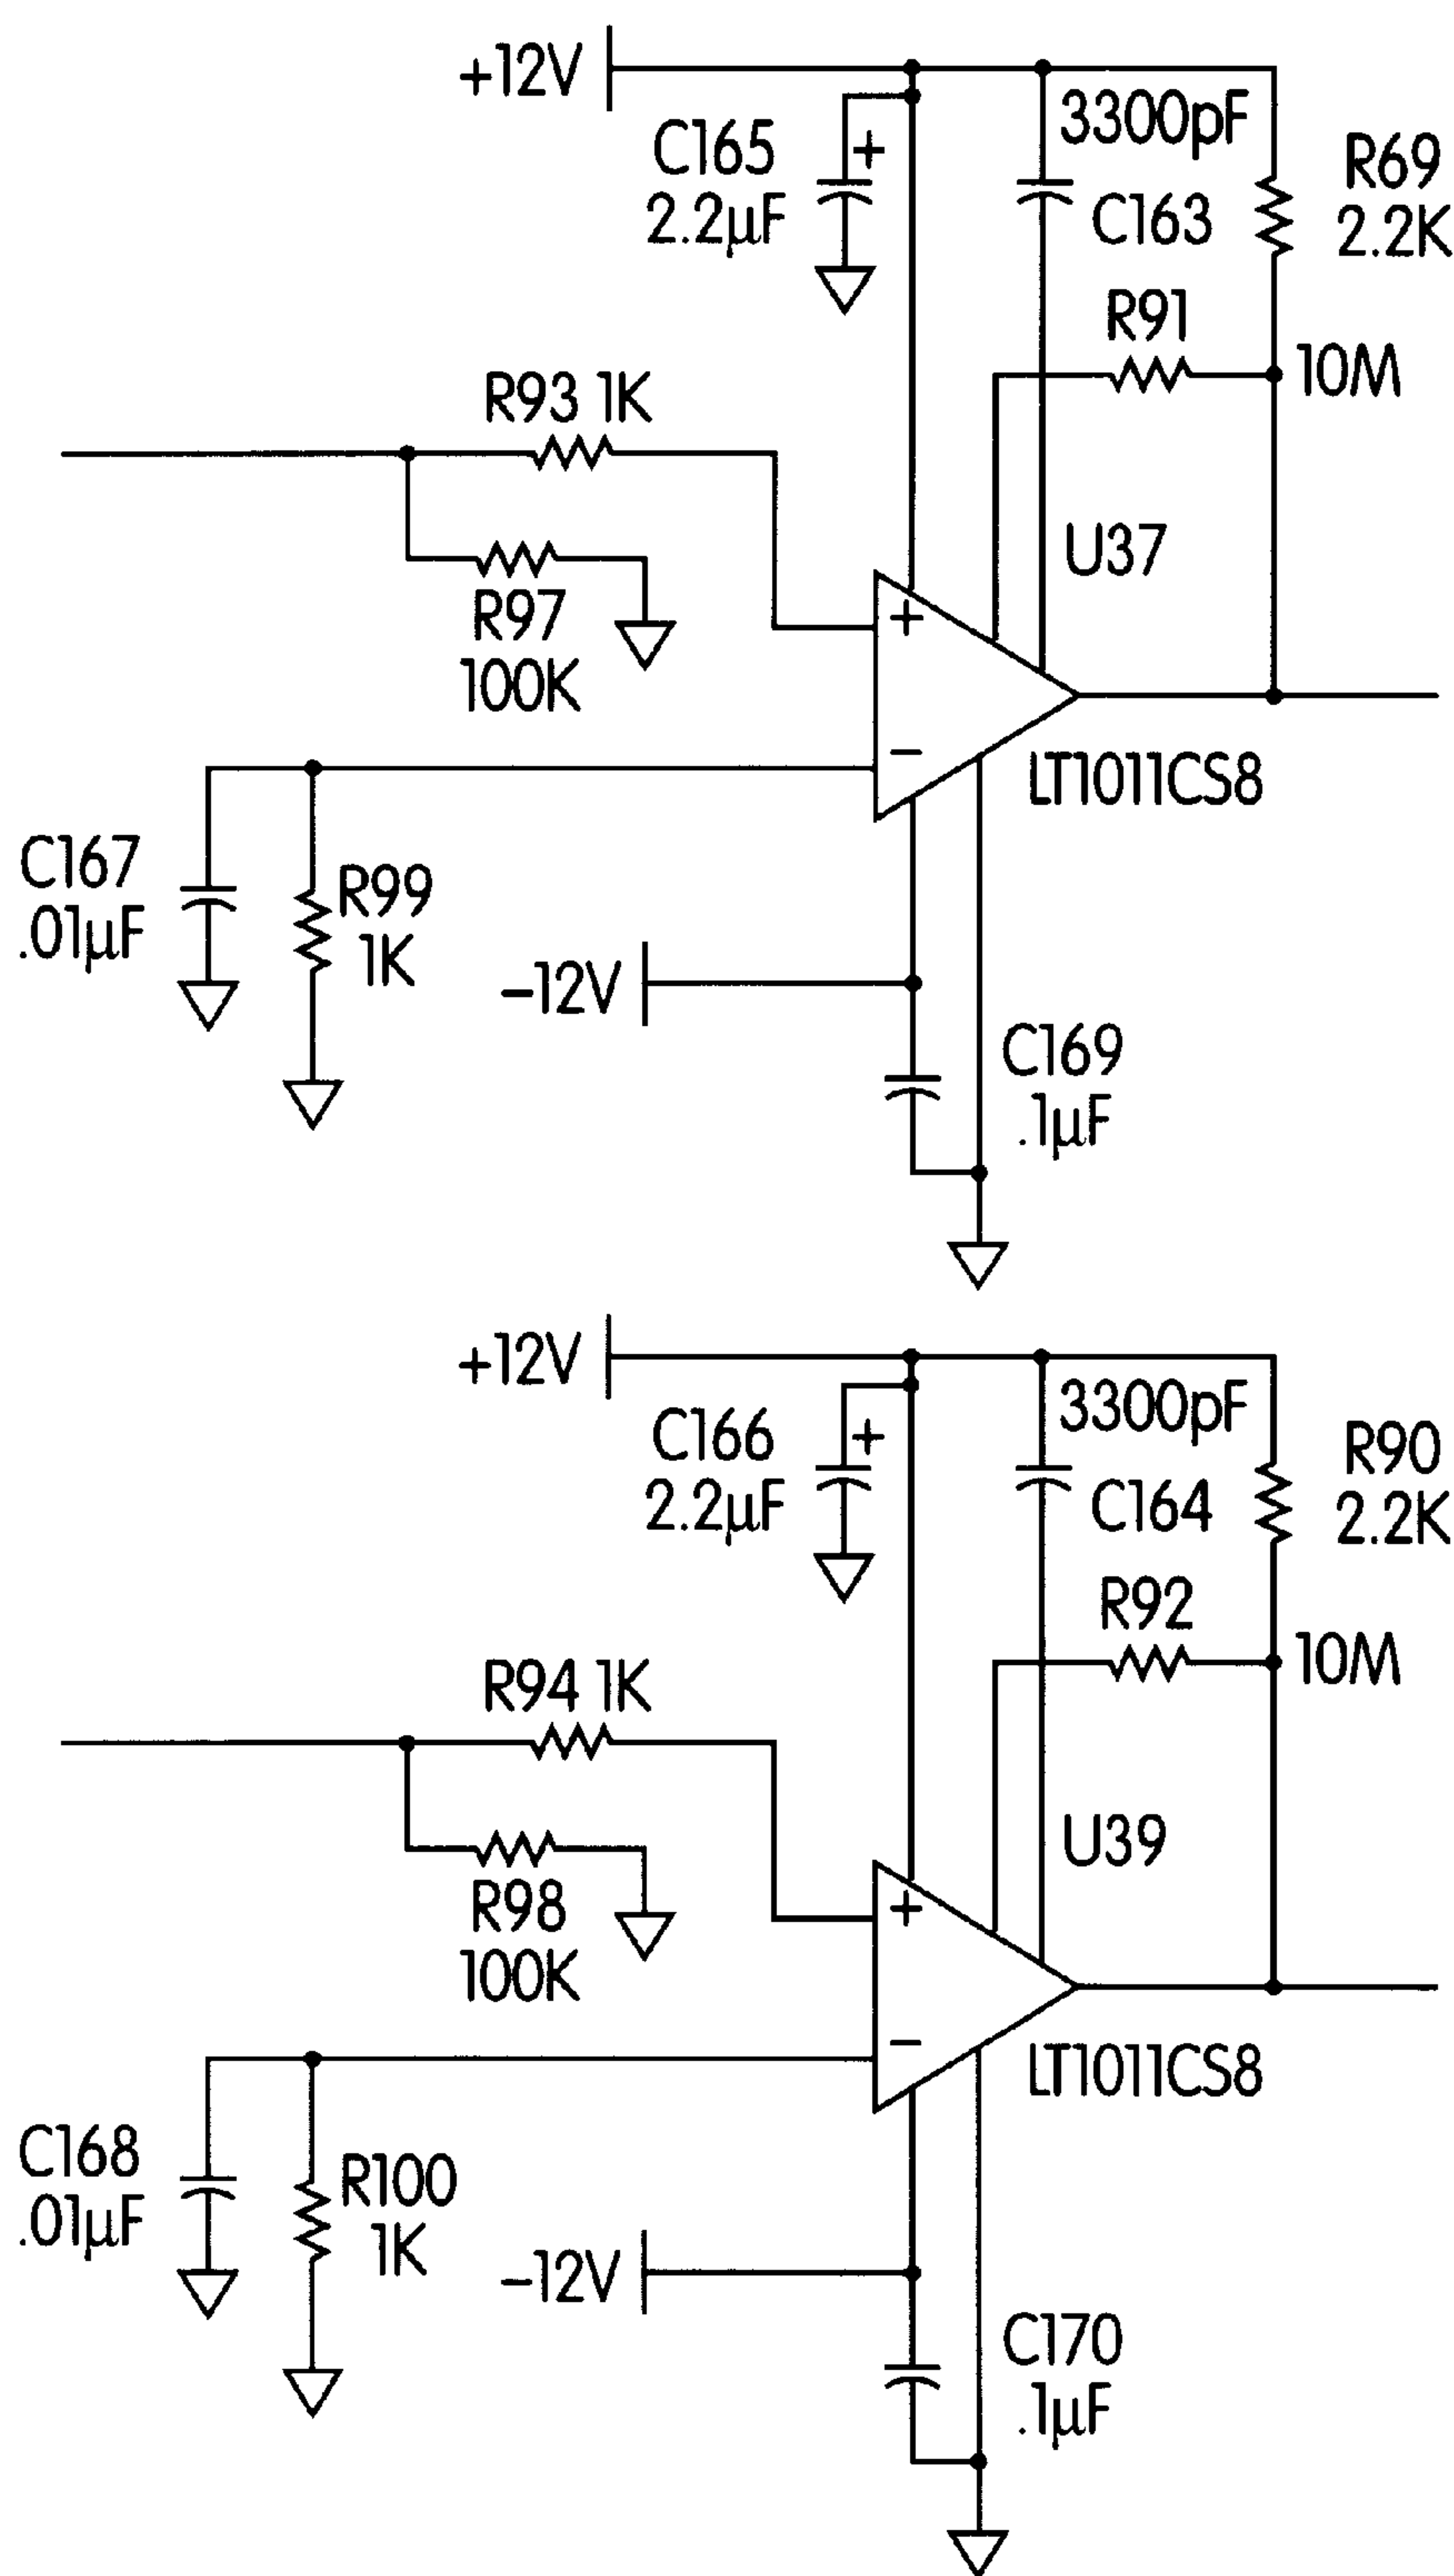 +12V
C165
2.2µF
+
3300pF
C163
R69
2.2K
R91
10M
R93 1K
R97
100K
U37
+
−
LT1011CS8
C167
.01µF
R99
1K
−12V
C169
.1µF
+12V
C166
2.2µF
+
3300pF
C164
R90
2.2K
R92
10M
R94 1K
R98
100K
U39
+
−
LT1011CS8
C168
.01µF
R100
1K
−12V
C170
.1µF